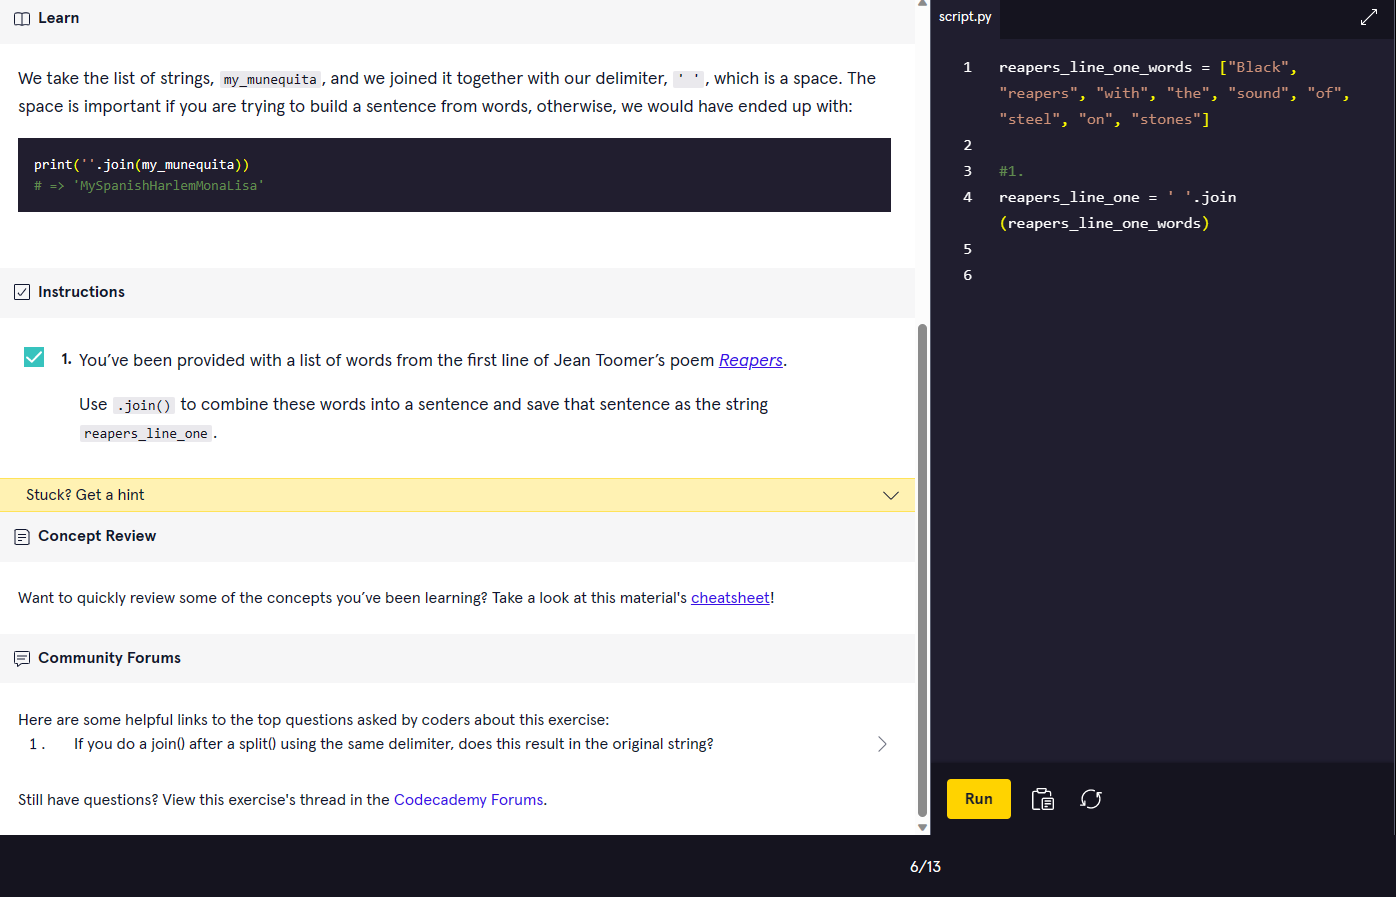 Learn
We take the list of strings, my_munequita, and we joined it together with our delimiter, ' ', which is a space. The
space is important if you are trying to build a sentence from words, otherwise, we would have ended up with:
print(''.join(my_munequita))
# => 'MySpanishHarlemMonaLisa'
Instructions
1. You've been provided with a list of words from the first line of Jean Toomer's poem Reapers.
Use .join() to combine these words into a sentence and save that sentence as the string
reapers_line_one.
Stuck? Get a hint
Concept Review
Want to quickly review some of the concepts you've been learning? Take a look at this material's cheatsheet!
Community Forums
Here are some helpful links to the top questions asked by coders about this exercise:
1. If you do a join() after a split() using the same delimiter, does this result in the original string?
Still have questions? View this exercise's thread in the Codecademy Forums.
script.py
1 reapers_line_one_words = ["Black",
"reapers", "with", "the", "sound", "of",
"steel", "on", "stones"]
2
3 #1.
4 reapers_line_one = ' '.join
(reapers_line_one_words)
5
6
Run
6/13